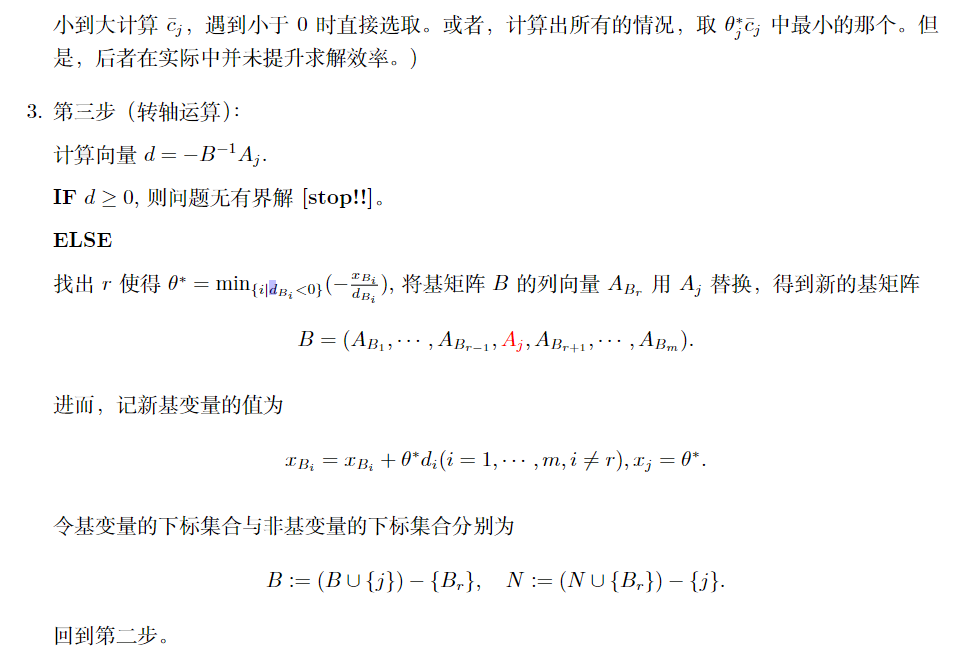 小到大计算 $\bar{c}_j$，遇到小于 0 时直接选取。或者，计算出所有的情况，取 $\theta_j^* \bar{c}_j$ 中最小的那个。但
是，后者在实际中并未提升求解效率。）
3. 第三步（转轴运算）：
计算向量 $d = -B^{-1}A_j$.
IF $d \geq 0$, 则问题无有界解 [stop!!]。
ELSE
找出 $r$ 使得 $\theta^* = \min_{\{i|d_{B_i}<0\}}(-\frac{x_{B_i}}{d_{B_i}})$, 将基矩阵 $B$ 的列向量 $A_{B_r}$ 用 $A_j$ 替换，得到新的基矩阵
$B = (A_{B_1}, \cdots, A_{B_{r-1}}, A_j, A_{B_{r+1}}, \cdots, A_{B_m}).$
进而，记新基变量的值为
$x_{B_i} = x_{B_i} + \theta^* d_i (i = 1, \cdots, m, i \neq r), x_j = \theta^*.$
令基变量的下标集合与非基变量的下标集合分别为
$B := (B \cup \{j\}) - \{B_r\}, \quad N := (N \cup \{B_r\}) - \{j\}.$
回到第二步。